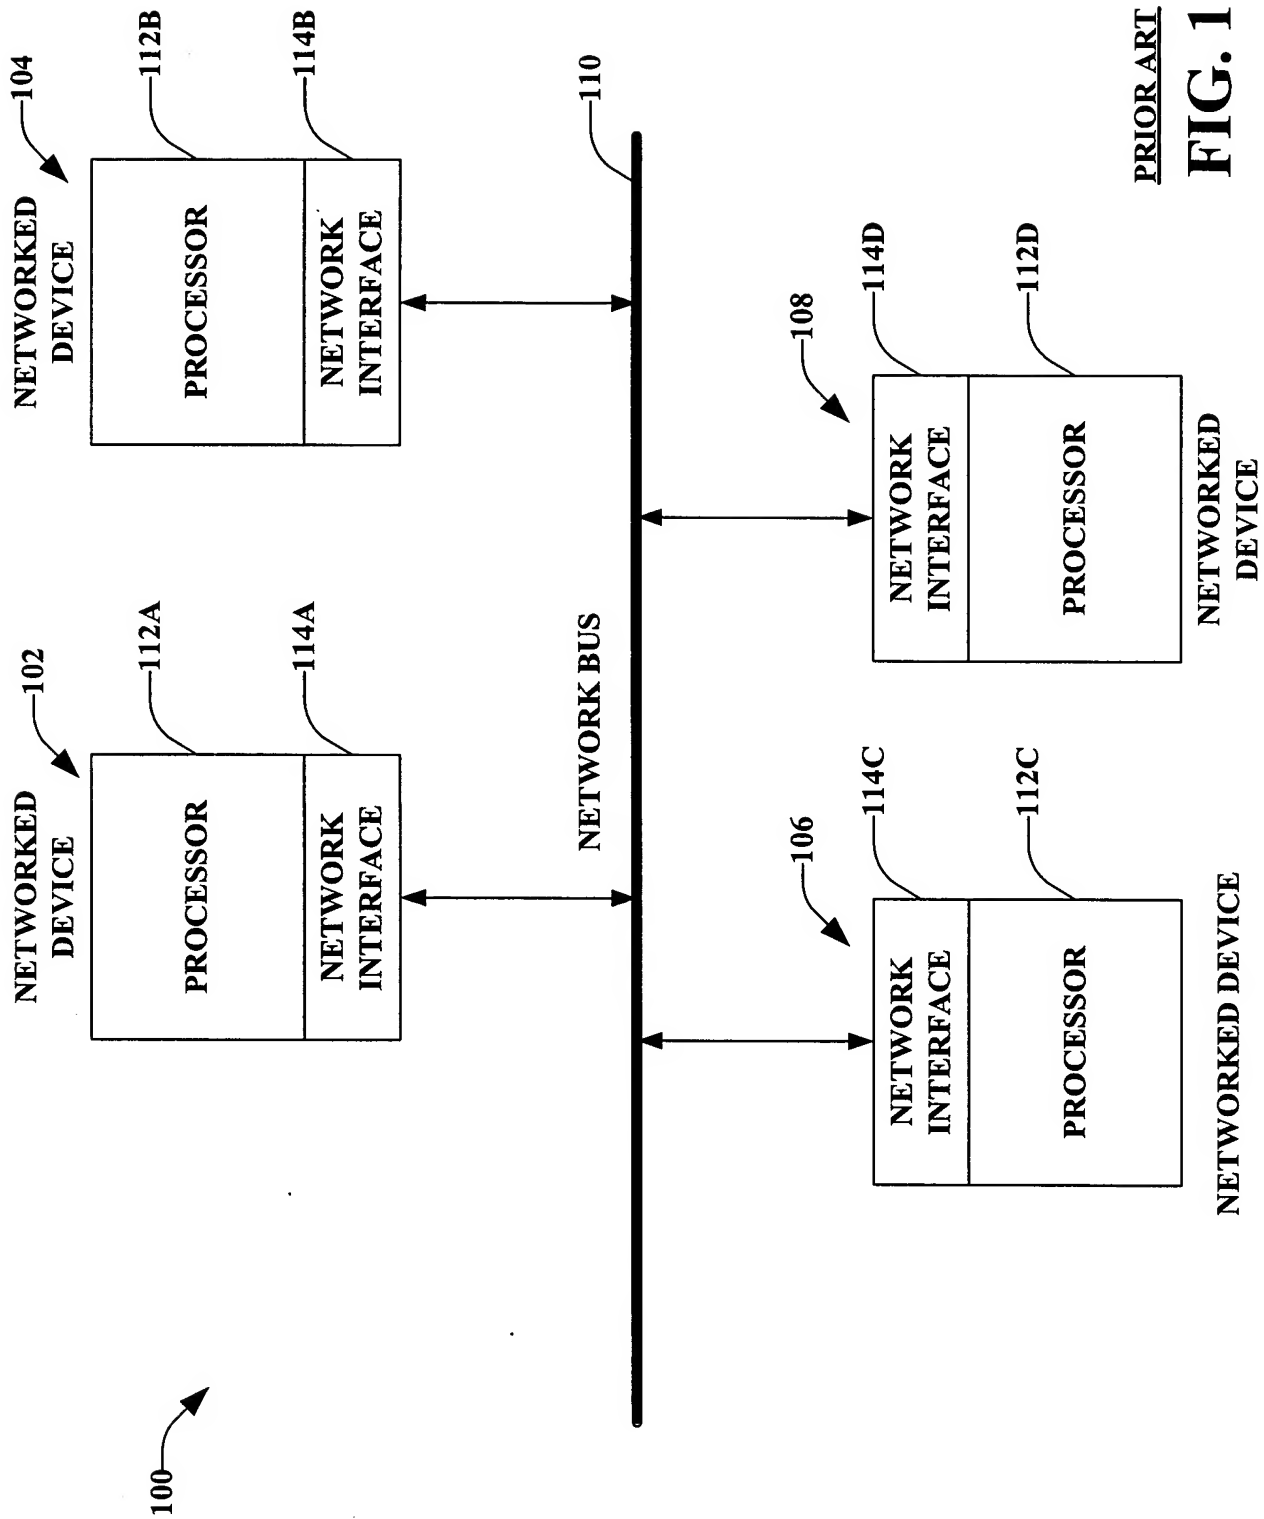 100
NETWORKED
DEVICE
102
PROCESSOR
112A
NETWORK
INTERFACE
114A
NETWORKED
DEVICE
104
PROCESSOR
112B
NETWORK
INTERFACE
114B
NETWORK BUS
110
106
NETWORK
INTERFACE
114C
PROCESSOR
112C
NETWORKED DEVICE
108
NETWORK
INTERFACE
114D
PROCESSOR
112D
NETWORKED
DEVICE
PRIOR ART
FIG. 1